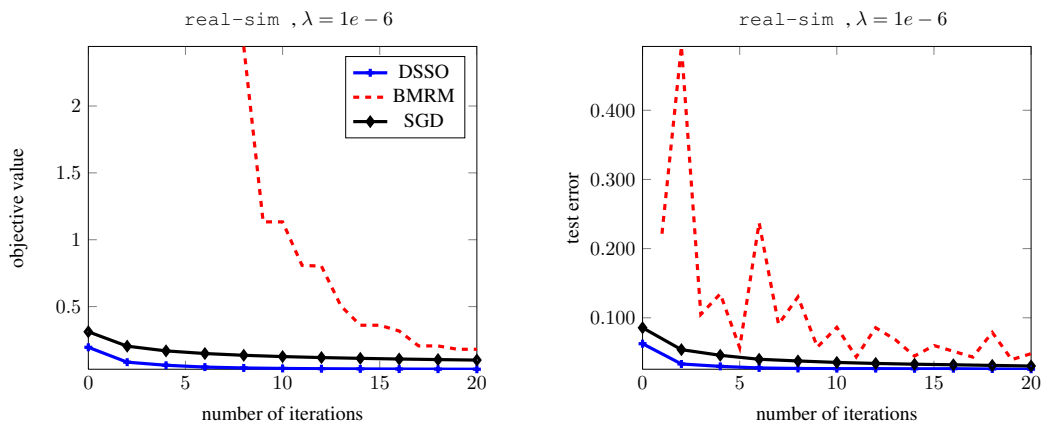 real-sim , λ = 1e − 6
2
1.5
1
0.5
0
5
10
15
20
objective value
number of iterations
DSSO
BMRM
SGD
real-sim , λ = 1e − 6
0.400
0.300
0.200
0.100
0
5
10
15
20
test error
number of iterations